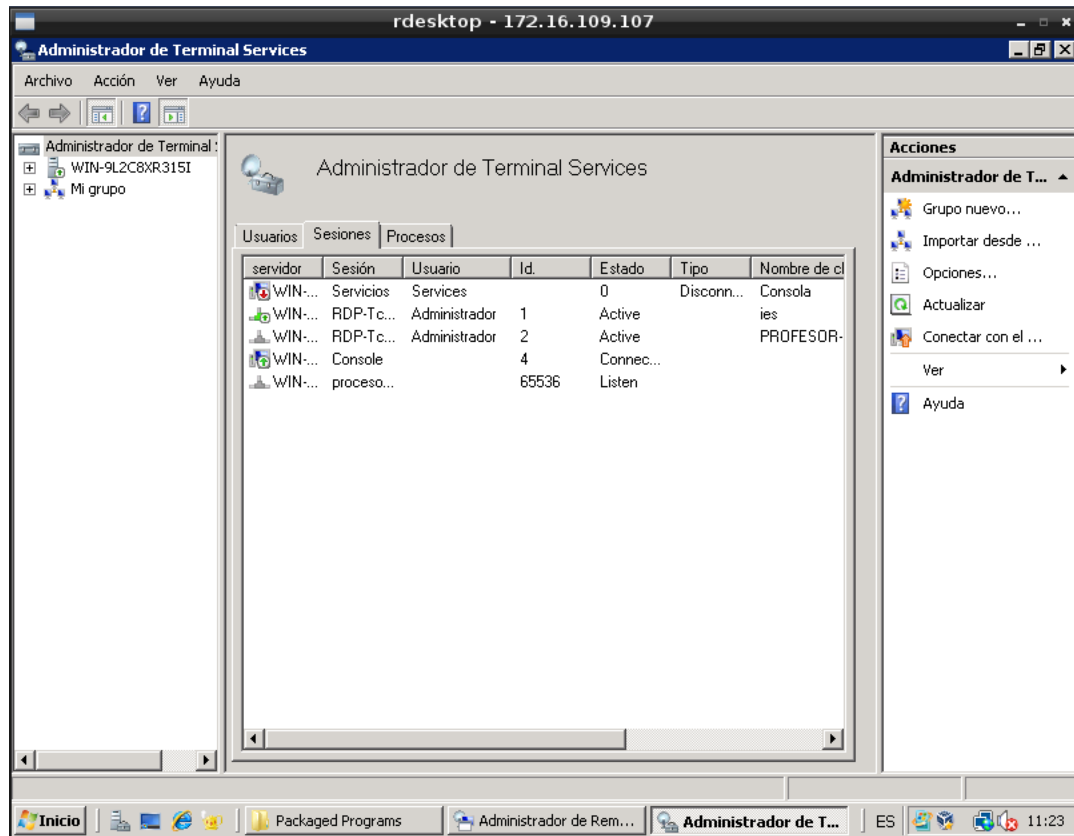 rdesktop - 172.16.109.107
Administrador de Terminal Services
Archivo Acción Ver Ayuda
Administrador de Terminal
WIN-9L2C8XR315I
Mi grupo
Administrador de Terminal Services
Usuarios Sesiones Procesos
servidor Sesión Usuario Id. Estado Tipo Nombre de cl
WIN-... Servicios Services 0 Disconn... Consola
WIN-... RDP-Tc... Administrador 1 Active ies
WIN-... RDP-Tc... Administrador 2 Active PROFESOR-
WIN-... Console 4 Connec...
WIN-... proceso... 65536 Listen
Acciones
Administrador de T...
Grupo nuevo...
Importar desde ...
Opciones...
Actualizar
Conectar con el ...
Ver
Ayuda
Inicio Packaged Programs Administrador de Rem... Administrador de T... ES 11:23